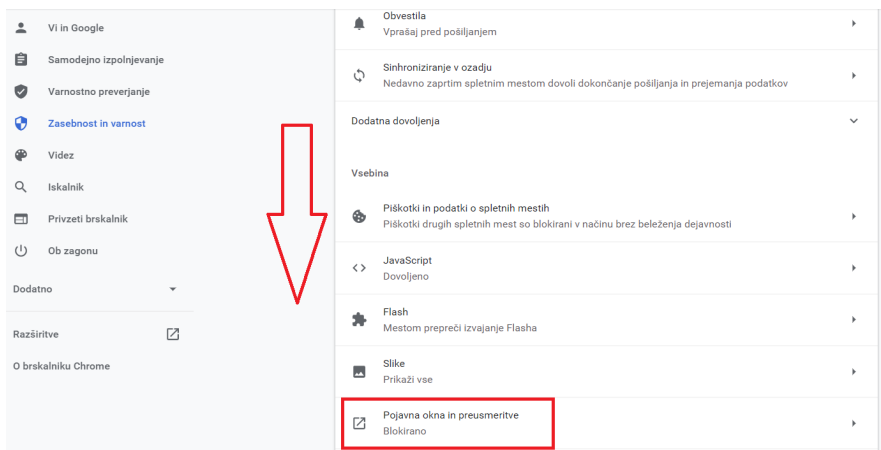 Vi in Google
Samodejno izpolnjevanje
Varnostno preverjanje
Zasebnost in varnost
Videz
Iskalnik
Privzeti brskalnik
Ob zagonu
Dodatno
Razširitve
O brskalniku Chrome
Obvestila
Vprašaj pred pošiljanjem
Sinhroniziranje v ozadju
Nedavno zaprtim spletnim mestom dovoli dokončanje pošiljanja in prejemanja podatkov
Dodatna dovoljenja
Vsebina
Piškotki in podatki o spletnih mestih
Piškotki drugih spletnih mest so blokirani v načinu brez beleženja dejavnosti
JavaScript
Dovoljeno
Flash
Mestom prepreči izvajanje Flasha
Slike
Prikaži vse
Pojavna okna in preusmeritve
Blokirano